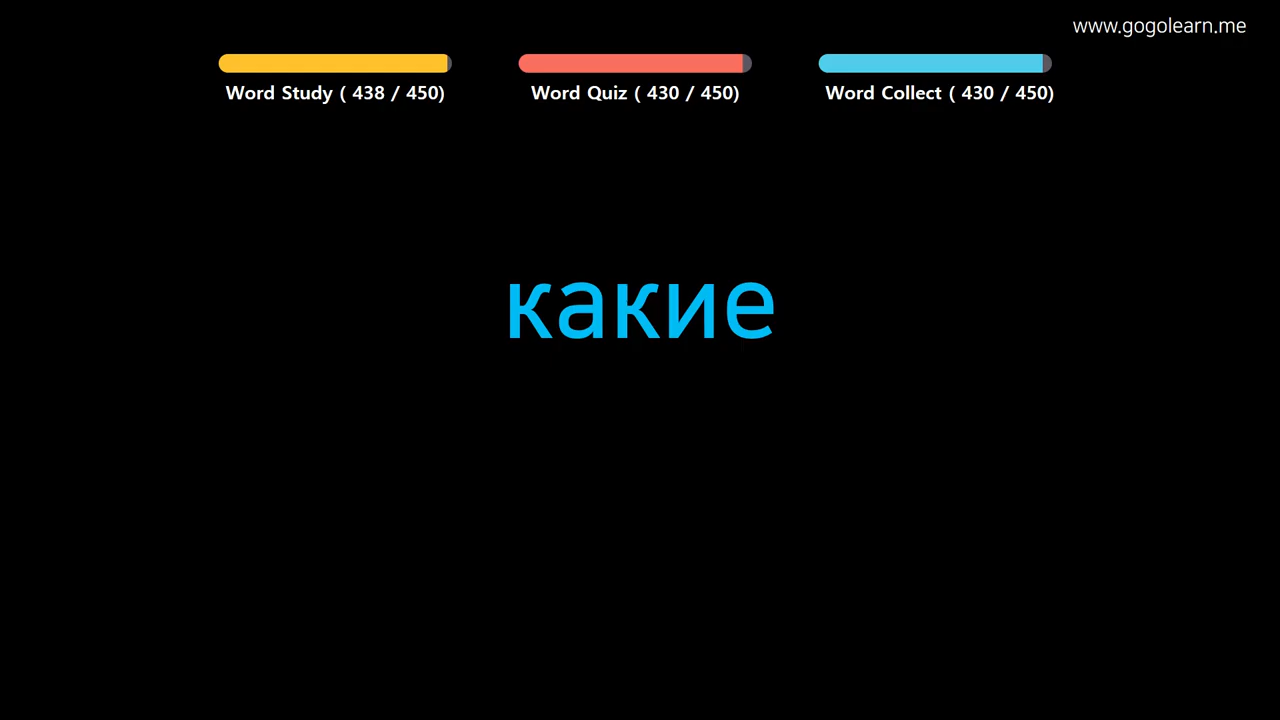 www.gogolearn.me
Word Study ( 438 / 450)
Word Quiz ( 430 / 450)
Word Collect ( 430 / 450)
какие